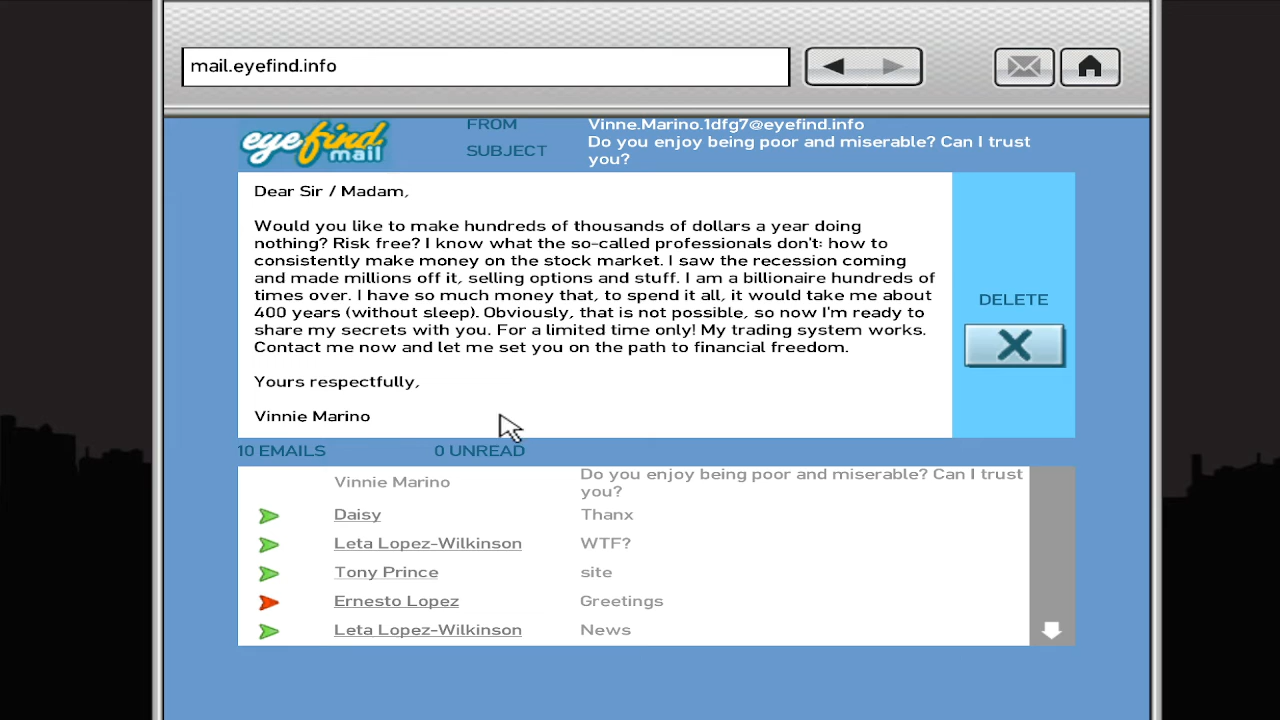 mail.eyefind.info
eyefind
mail
FROM
Vinne.Marino.1dfg7@eyefind.info
SUBJECT
Do you enjoy being poor and miserable? Can I trust
you?
Dear Sir / Madam,
Would you like to make hundreds of thousands of dollars a year doing
nothing? Risk free? I know what the so-called professionals don't: how to
consistently make money on the stock market. I saw the recession coming
and made millions off it, selling options and stuff. I am a billionaire hundreds of
times over. I have so much money that, to spend it all, it would take me about
400 years (without sleep). Obviously, that is not possible, so now I'm ready to
share my secrets with you. For a limited time only! My trading system works.
Contact me now and let me set you on the path to financial freedom.
Yours respectfully,
Vinnie Marino
DELETE
10 EMAILS 0 UNREAD
Vinnie Marino Do you enjoy being poor and miserable? Can I trust
you?
Daisy Thanx
Leta Lopez-Wilkinson WTF?
Tony Prince site
Ernesto Lopez Greetings
Leta Lopez-Wilkinson News